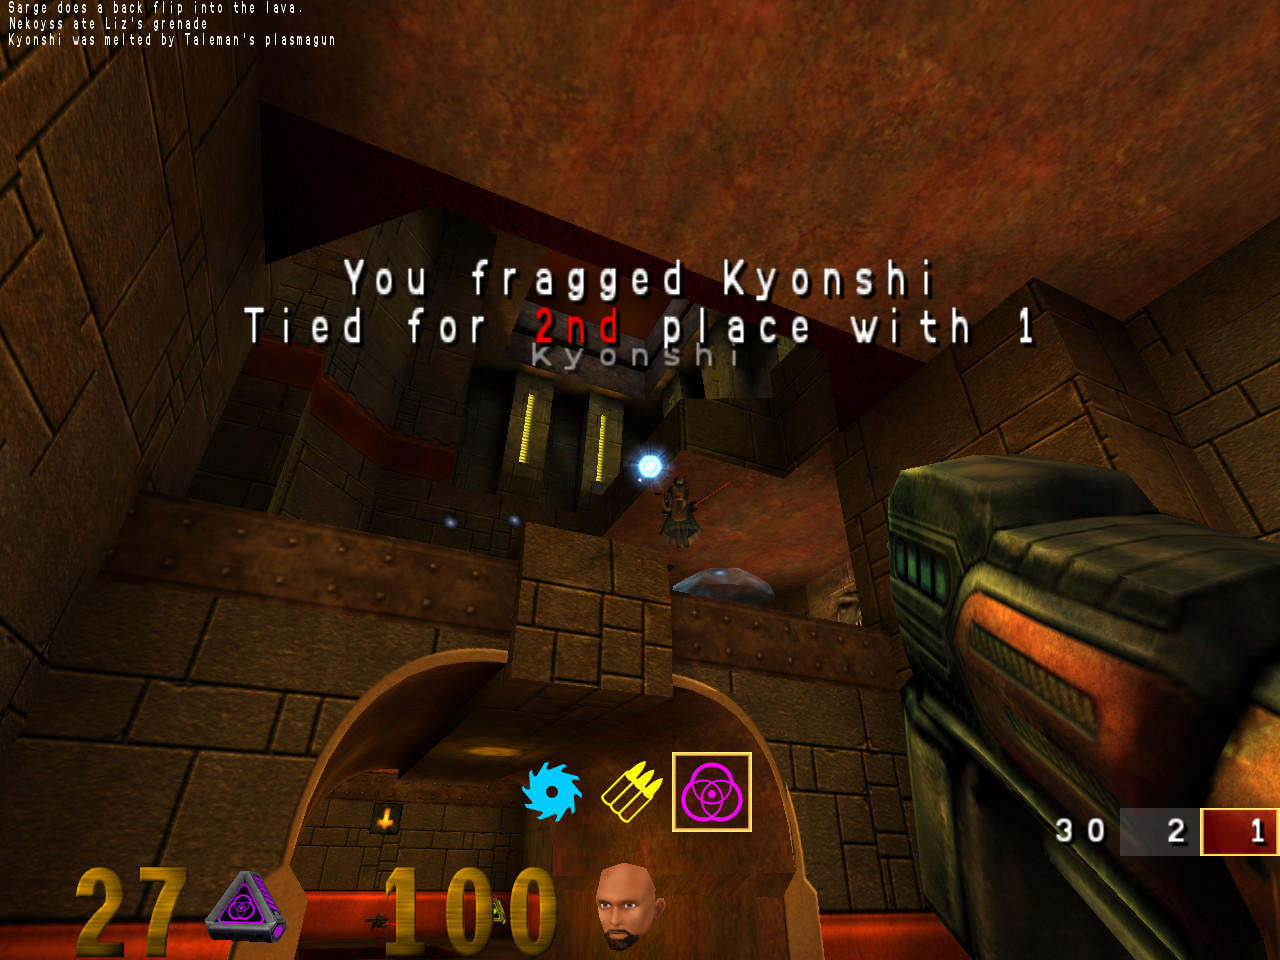 Sarge does a back flip into the lava.
Nekoyss ate Liz's grenade
Kyonshi was melted by Taleman's plasmagun
You fragged Kyonshi
Tied for 2nd place with 1
kyonshi
30 2 1
27 100